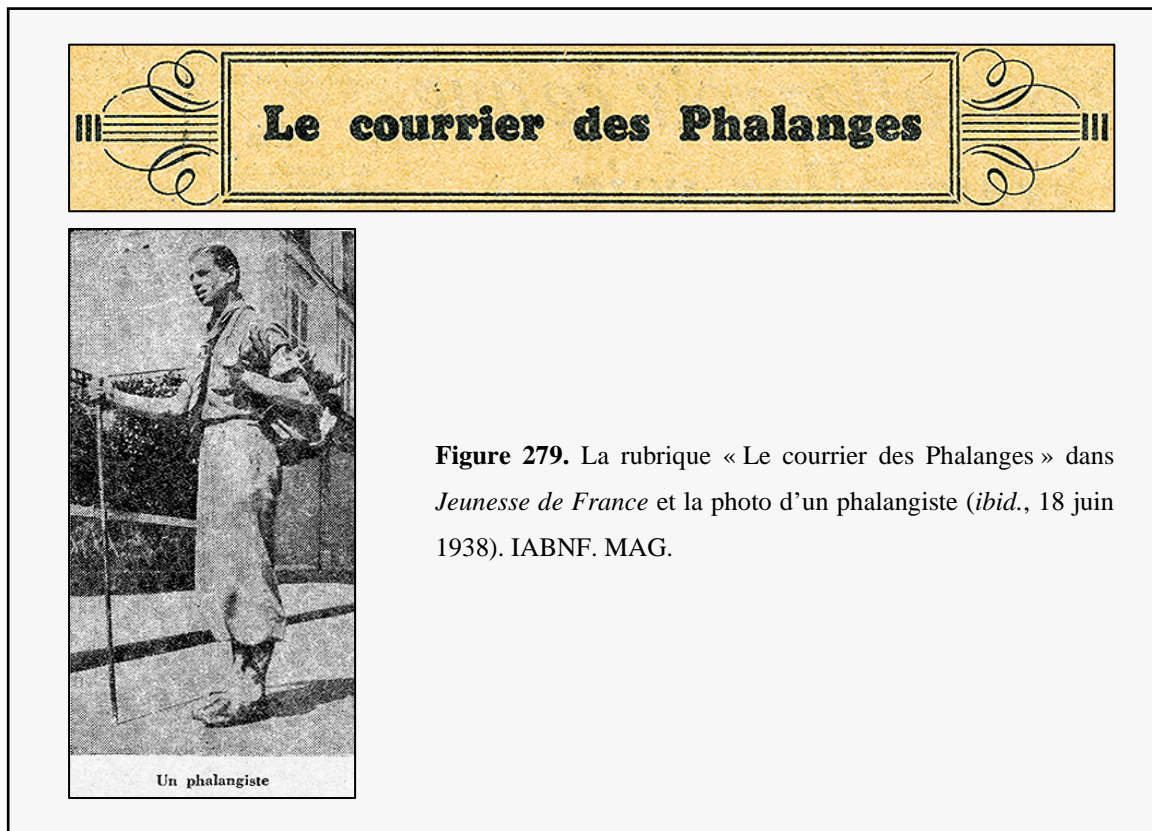 Le courrier des Phalanges
Figure 279. La rubrique « Le courrier des Phalanges » dans
Jeunesse de France et la photo d’un phalangiste (ibid., 18 juin
1938). IABNF. MAG.
Un phalangiste